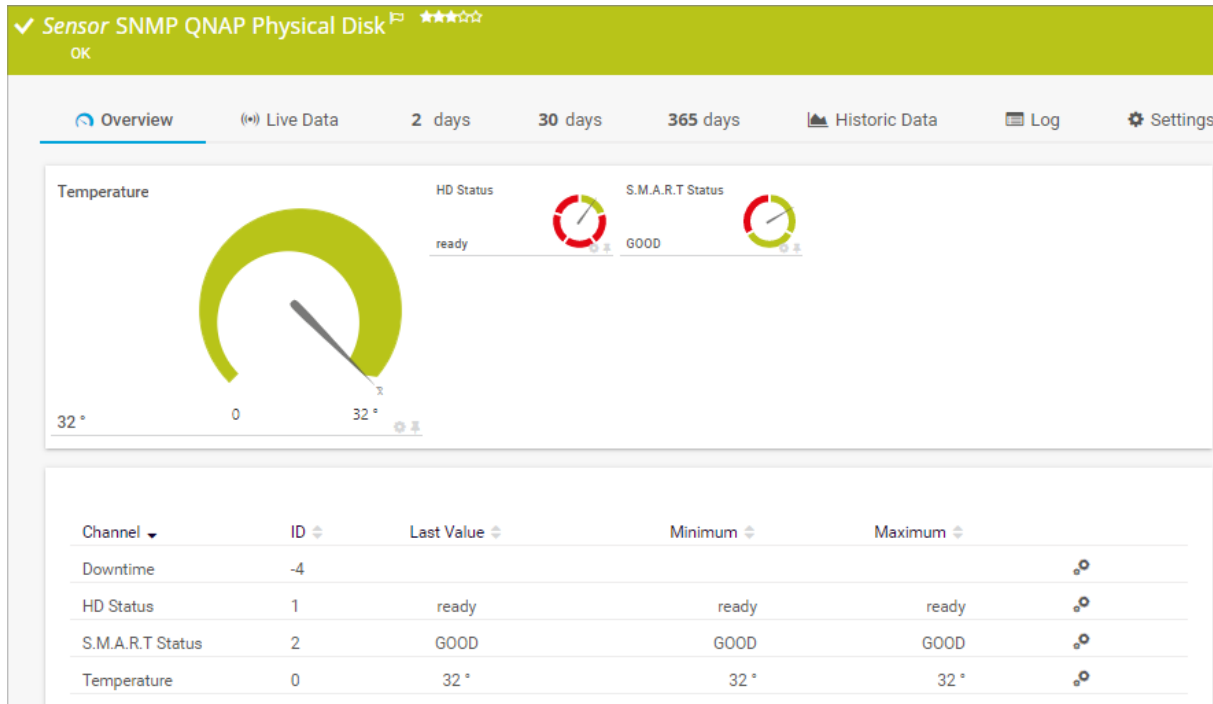 Sensor SNMP QNAP Physical Disk
OK
Overview Live Data 2 days 30 days 365 days Historic Data Log Settings
Temperature
HD Status
S.M.A.R.T Status
ready
GOOD
0
32 °
32 °
Channel ID Last Value Minimum Maximum
Downtime -4
HD Status 1 ready ready ready
S.M.A.R.T Status 2 GOOD GOOD GOOD
Temperature 0 32 ° 32 ° 32 °